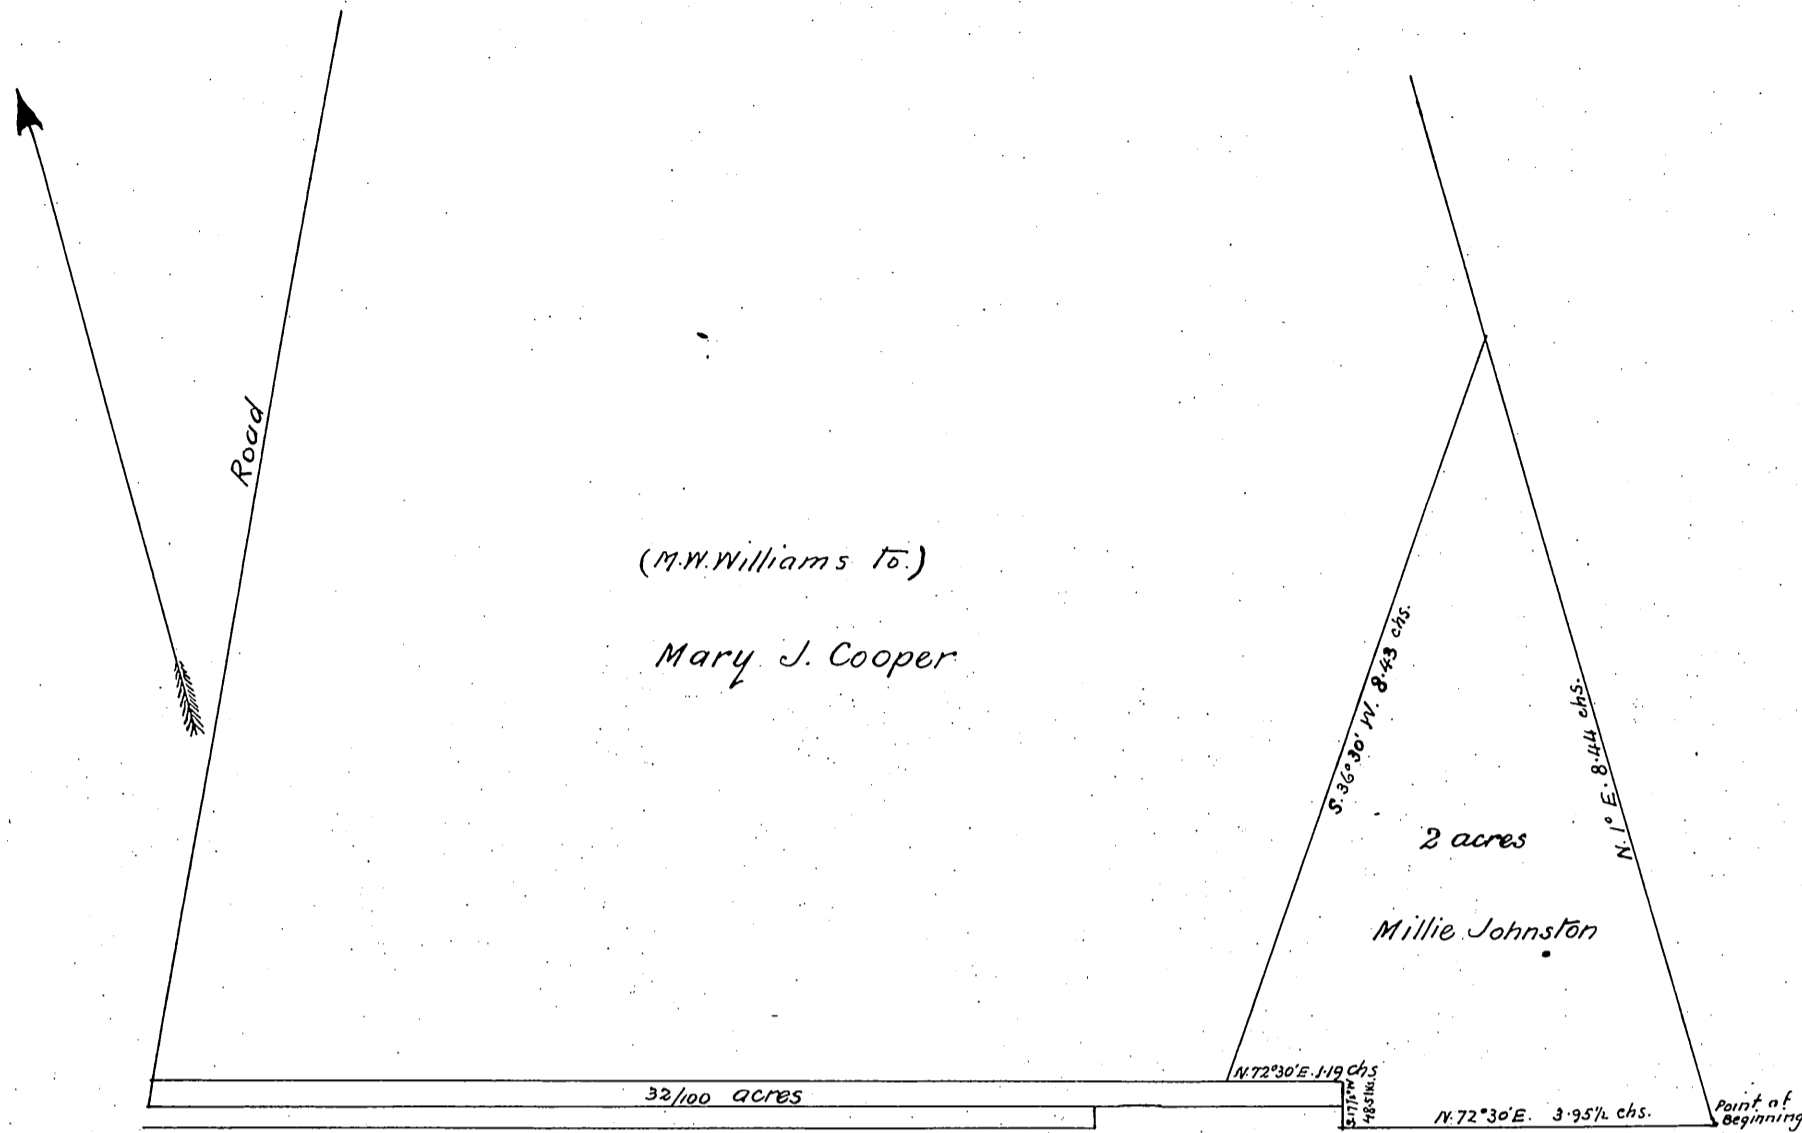 Road
(M.W.Williams to.)
Mary J. Cooper
S.36°30' W. 8.43 chs.
N.1° E. 8.44 chs.
2 acres
Millie Johnston
N.72°30'E. 1.19 chs
32/100 acres
N.72°30'E. 3.95½ chs.
Point of
Beginning